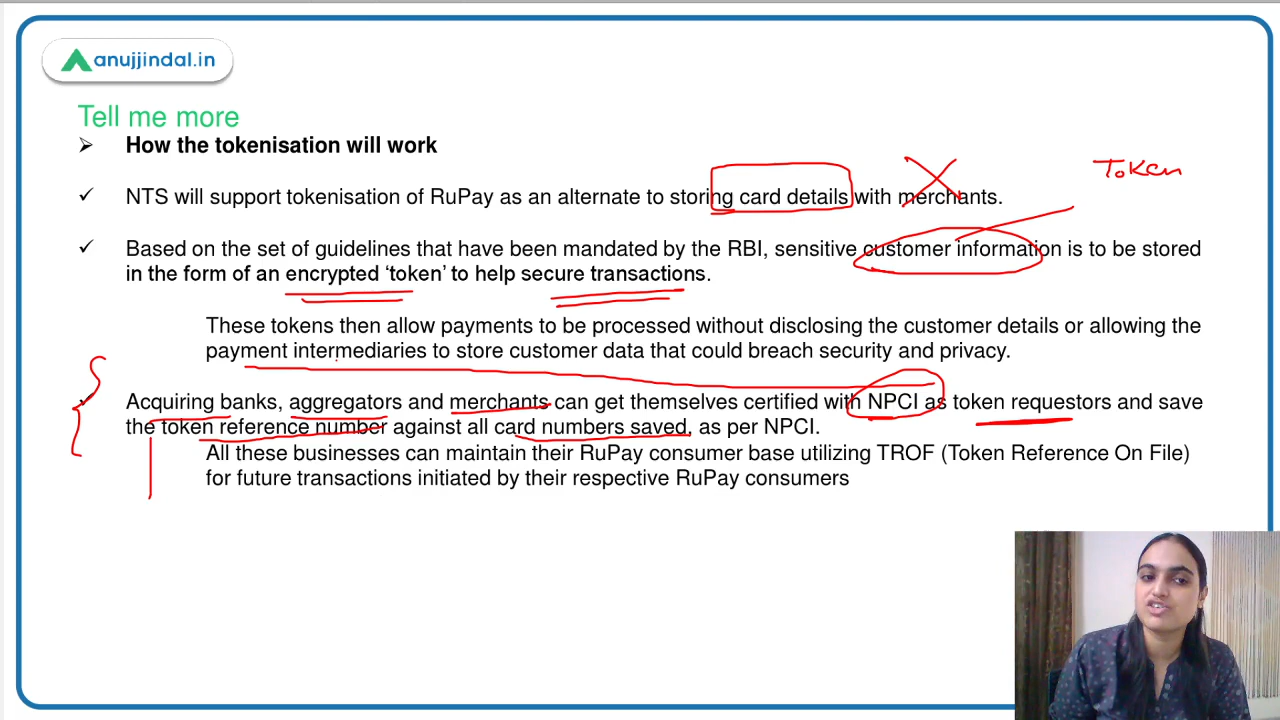 anujjindal.in
Tell me more
➢ How the tokenisation will work
Token
✓ NTS will support tokenisation of RuPay as an alternate to storing card details with merchants.
✓ Based on the set of guidelines that have been mandated by the RBI, sensitive customer information is to be stored
in the form of an encrypted ‘token’ to help secure transactions.
These tokens then allow payments to be processed without disclosing the customer details or allowing the
payment intermediaries to store customer data that could breach security and privacy.
✓ Acquiring banks, aggregators and merchants can get themselves certified with NPCI as token requestors and save
the token reference number against all card numbers saved, as per NPCI.
All these businesses can maintain their RuPay consumer base utilizing TROF (Token Reference On File)
for future transactions initiated by their respective RuPay consumers